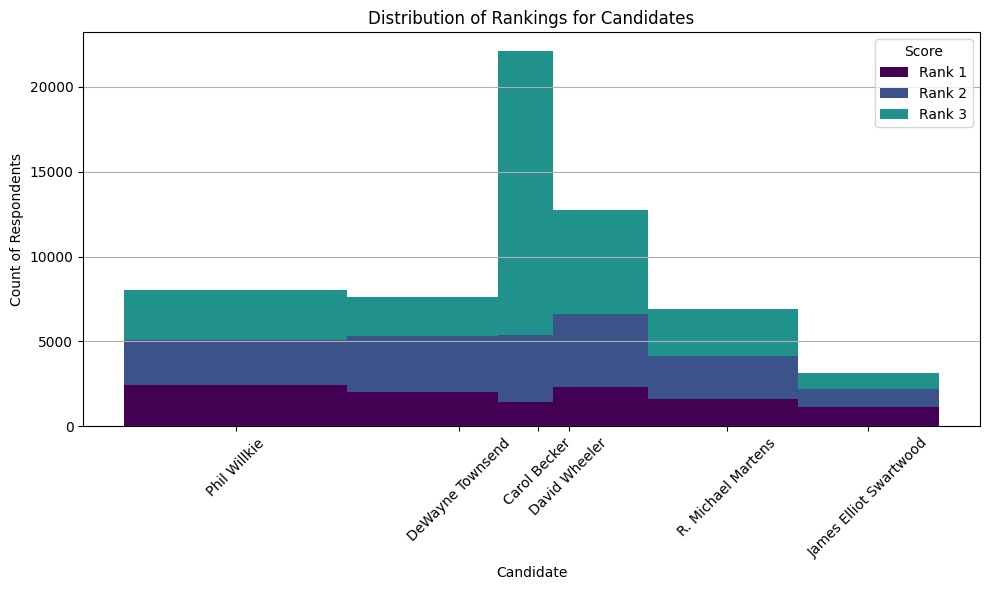 Distribution of Rankings for Candidates
Score
Rank 1
Rank 2
Rank 3
Count of Respondents
20000
15000
10000
5000
0
Phil Willkie
DeWayne Townsend
Carol Becker
David Wheeler
R. Michael Martens
James Elliot Swartwood
Candidate